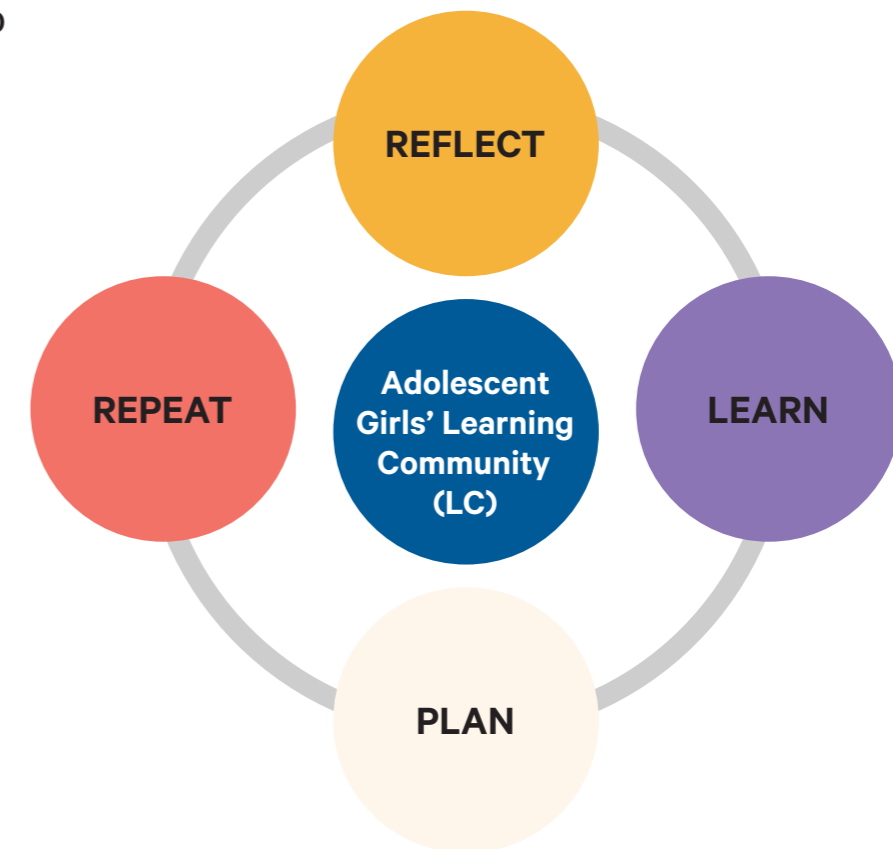 REFLECT
REPEAT
Adolescent
Girls’ Learning
Community
(LC)
LEARN
PLAN